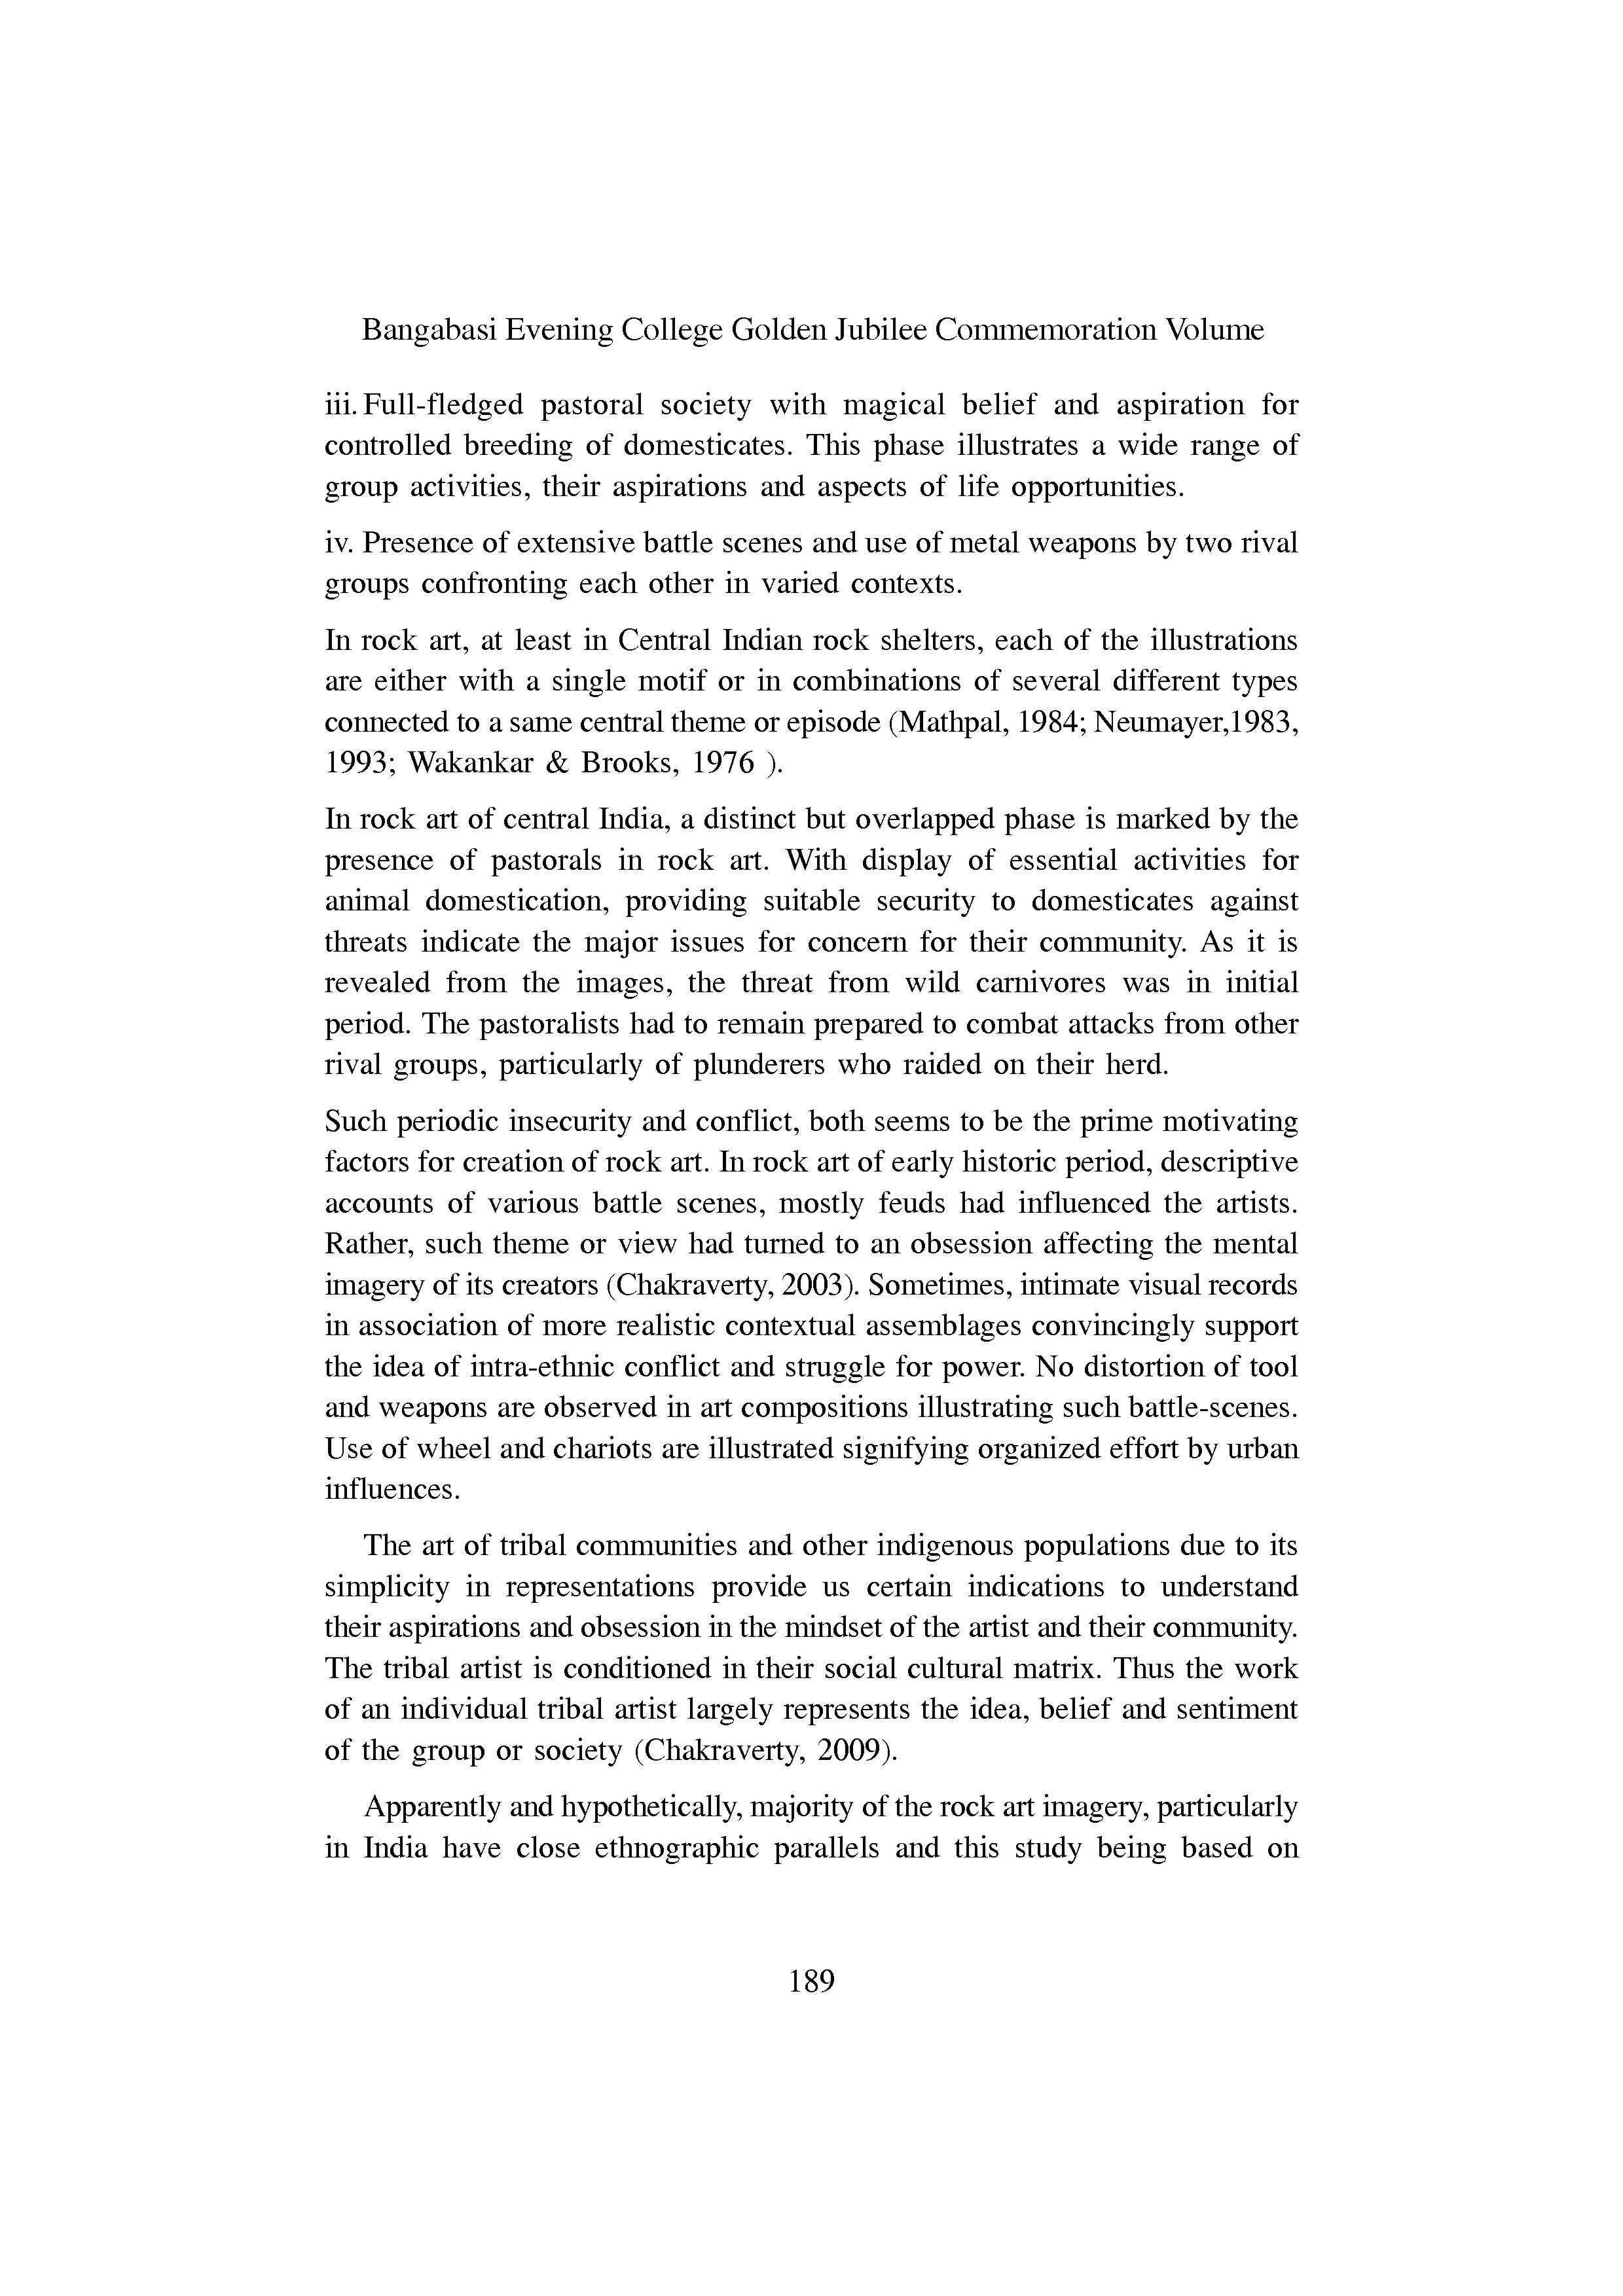 Bangabasi Evening College Golden Jubilee Commemoration Volume
iii. Full-fledged pastoral society with magical belief and aspiration for
controlled breeding of domesticates. This phase illustrates a wide range of
group activities, their aspirations and aspects of life opportunities.
iv. Presence of extensive battle scenes and use of metal weapons by two rival
groups confronting each other in varied contexts.
In rock art, at least in Central Indian rock shelters, each of the illustrations
are either with a single motif or in combinations of several different types
connected to a same central theme or episode (Mathpal, 1984; Neumayer,1983,
1993; Wakankar & Brooks, 1976 ).
In rock art of central India, a distinct but overlapped phase is marked by the
presence of pastorals in rock art. With display of essential activities for
animal domestication, providing suitable security to domesticates against
threats indicate the major issues for concern for their community. As it is
revealed from the images, the threat from wild carnivores was in initial
period. The pastoralists had to remain prepared to combat attacks from other
rival groups, particularly of plunderers who raided on their herd.
Such periodic insecurity and conflict, both seems to be the prime motivating
factors for creation of rock art. In rock art of early historic period, descriptive
accounts of various battle scenes, mostly feuds had influenced the artists.
Rather, such theme or view had turned to an obsession affecting the mental
imagery of its creators (Chakraverty, 2003). Sometimes, intimate visual records
in association of more realistic contextual assemblages convincingly support
the idea of intra-ethnic conflict and struggle for power. No distortion of tool
and weapons are observed in art compositions illustrating such battle-scenes.
Use of wheel and chariots are illustrated signifying organized effort by urban
influences.
The art of tribal communities and other indigenous populations due to its
simplicity in representations provide us certain indications to understand
their aspirations and obsession in the mindset of the artist and their community.
The tribal artist is conditioned in their social cultural matrix. Thus the work
of an individual tribal artist largely represents the idea, belief and sentiment
of the group or society (Chakraverty, 2009).
Apparently and hypothetically, majority of the rock art imagery, particularly
in India have close ethnographic parallels and this study being based on
189